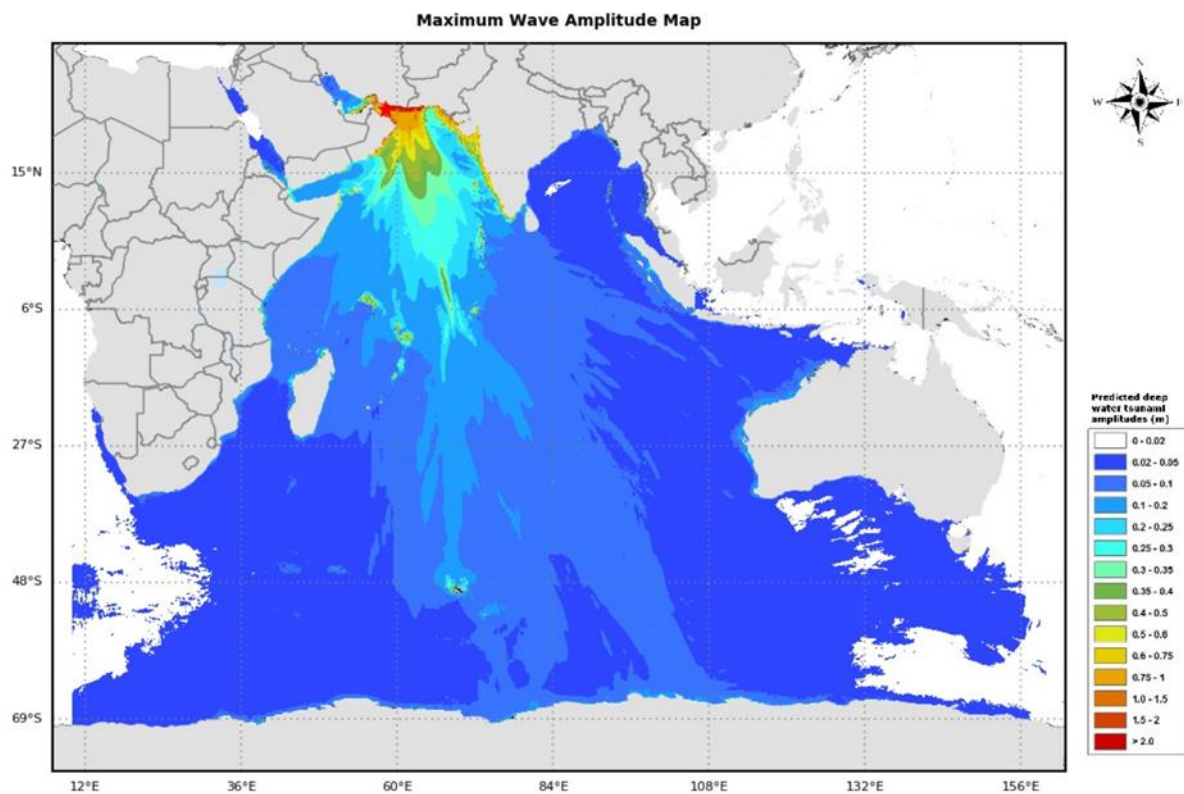 Maximum Wave Amplitude Map
N
W
E
S
15°N
6°S
27°S
48°S
69°S
12°E
36°E
60°E
84°E
108°E
132°E
156°E
Predicted deep
water tsunami
amplitudes (m)
0 - 0.02
0.02 - 0.05
0.05 - 0.1
0.1 - 0.2
0.2 - 0.25
0.25 - 0.3
0.3 - 0.35
0.35 - 0.4
0.4 - 0.5
0.5 - 0.6
0.6 - 0.75
0.75 - 1
1.0 - 1.5
1.5 - 2
> 2.0